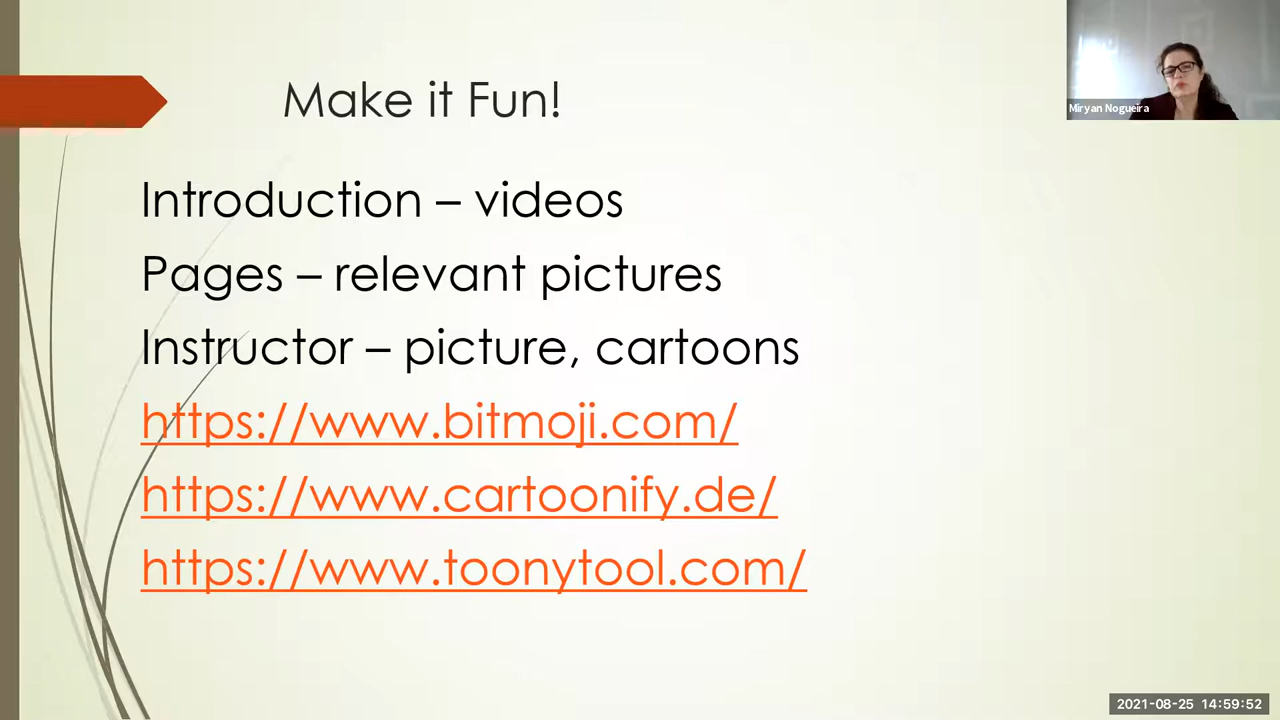 Make it Fun!
Miryan Nogueira
Introduction – videos
Pages – relevant pictures
Instructor – picture, cartoons
https://www.bitmoji.com/
https://www.cartoonify.de/
https://www.toonytool.com/
2021-08-25 14:59:52